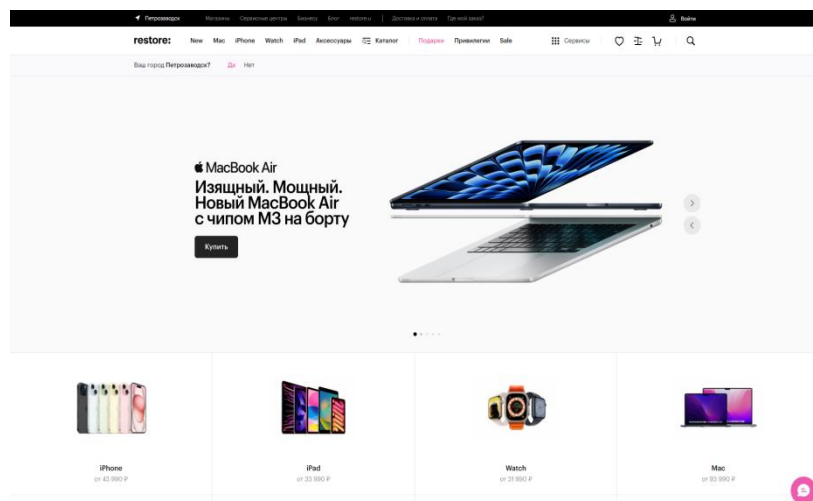 Петрозаводск Магазины Сервисные центры Бизнесу Блог restore:u Доставка и оплата Где мой заказ? Войти
restore: New Mac iPhone Watch iPad Аксессуары Каталог Подарки Привилегии Sale Сервисы
Ваш город Петрозаводск? Да Нет
MacBook Air
Изящный. Мощный.
Новый MacBook Air
с чипом M3 на борту
Купить
iPhone iPad Watch Mac
от 43 990 ₽ от 33 990 ₽ от 31 990 ₽ от 93 990 ₽